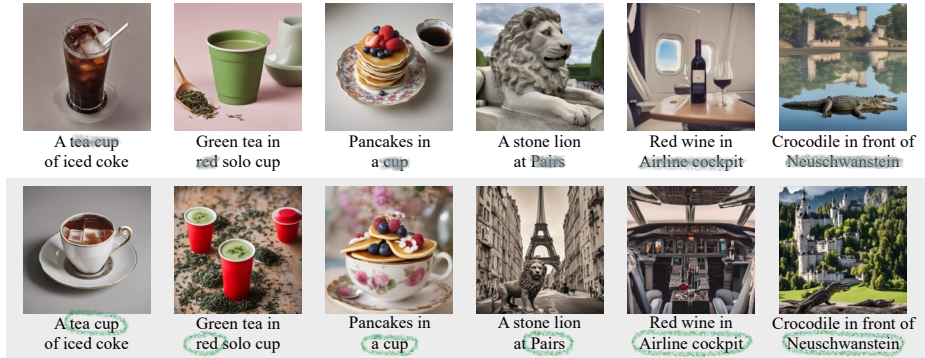 A tea cup
of iced coke
Green tea in
red solo cup
Pancakes in
a cup
A stone lion
at Pairs
Red wine in
Airline cockpit
Crocodile in front of
Neuschwanstein
A tea cup
of iced coke
Green tea in
red solo cup
Pancakes in
a cup
A stone lion
at Pairs
Red wine in
Airline cockpit
Crocodile in front of
Neuschwanstein